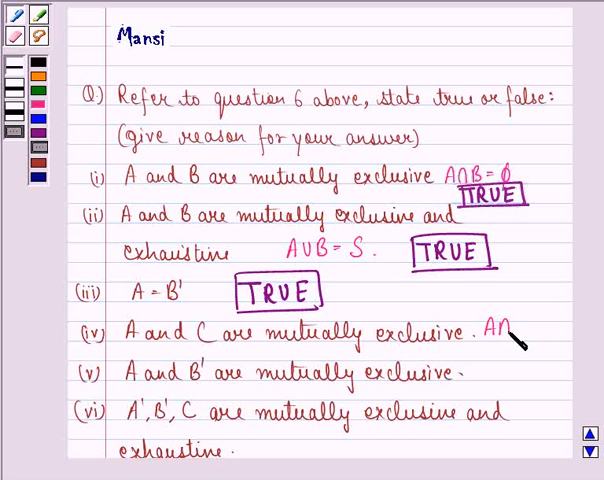 Mansi
Q) Refer to question 6 above, state true or false:
(give reason for your answer)
(i) A and B are mutually exclusive A∩B = φ
TRUE
(ii) A and B are mutually exclusive and
exhaustine A∪B = S. TRUE
(iii) A = B' TRUE
(iv) A and C are mutually exclusive. A∩
(v) A and B' are mutually exclusive.
(vi) A', B', C are mutually exclusive and
exhaustine.